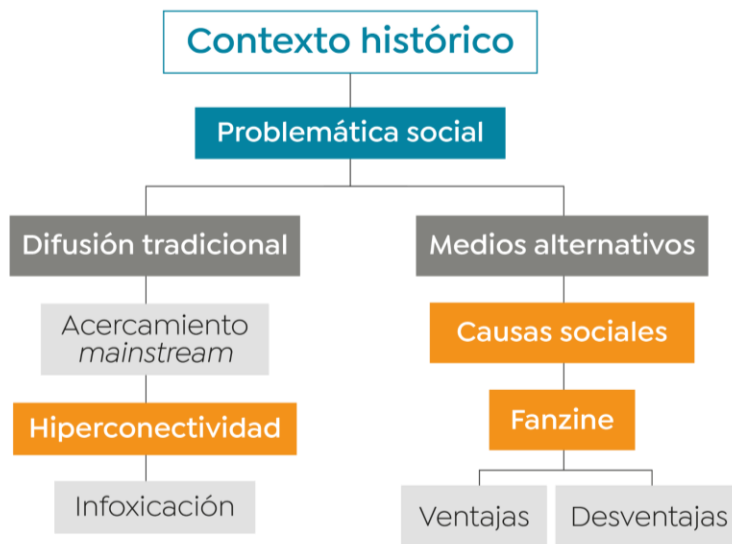 Contexto histórico
Problemática social
Difusión tradicional
Medios alternativos
Acercamiento
mainstream
Causas sociales
Hiperconectividad
Fanzine
Infoxicación
Ventajas
Desventajas